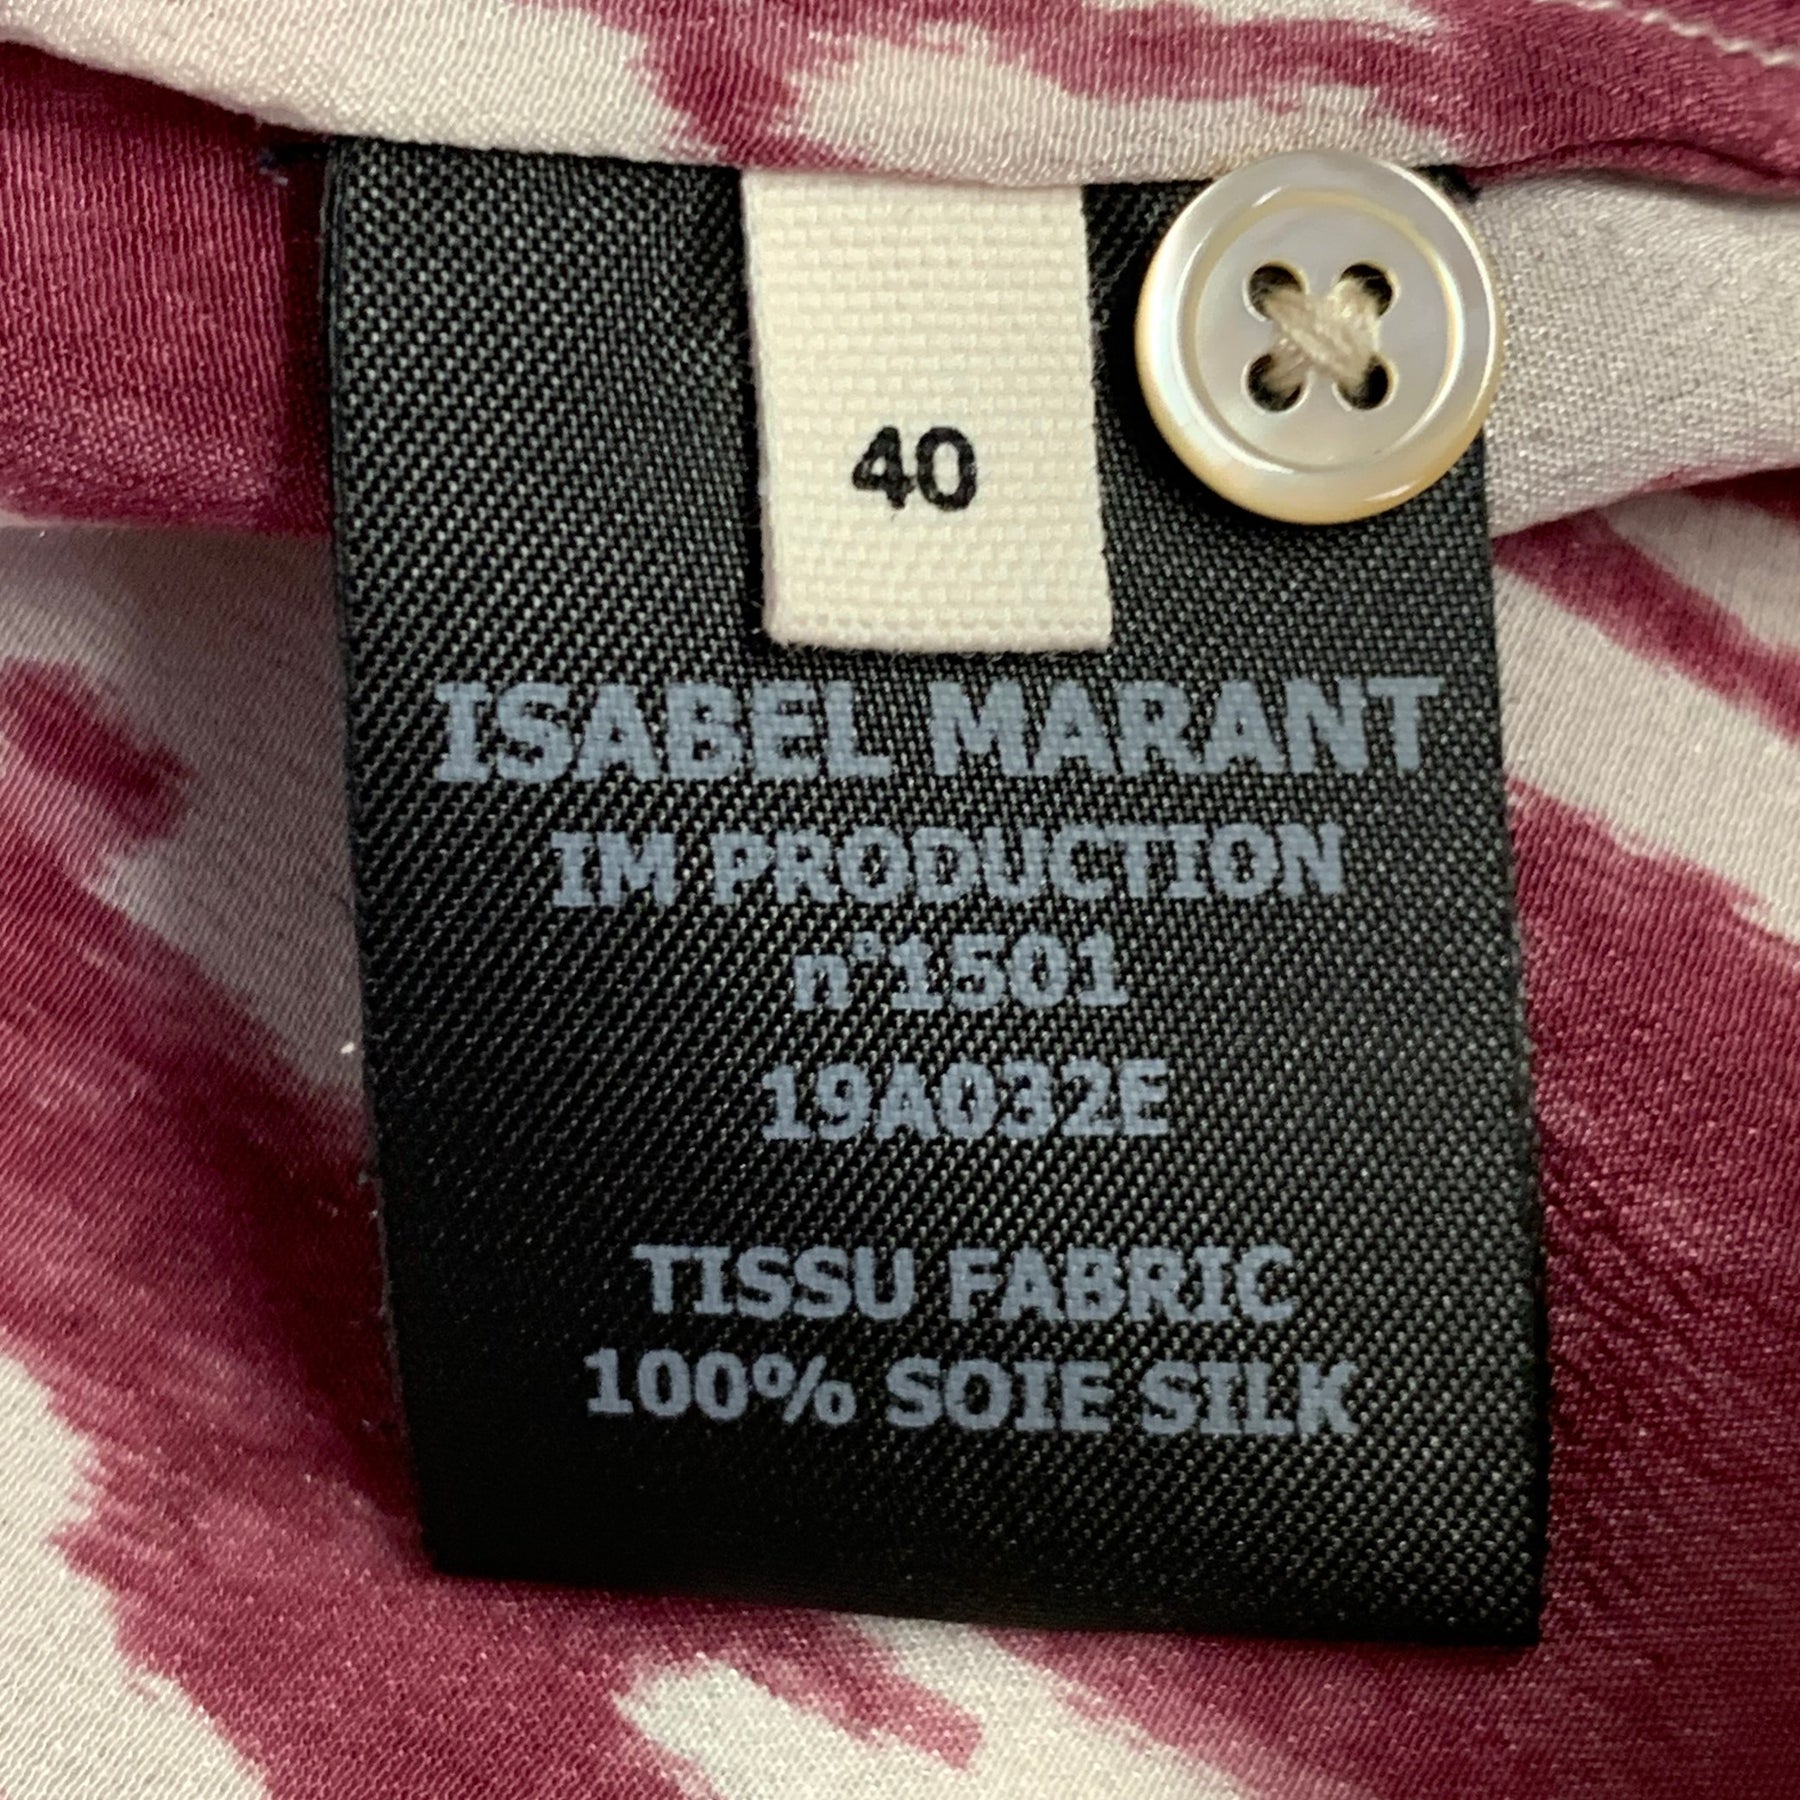 40
ISABEL MARANT
IM PRODUCTION
n°1501
19A032E
TISSU FABRIC
100% SOIE SILK